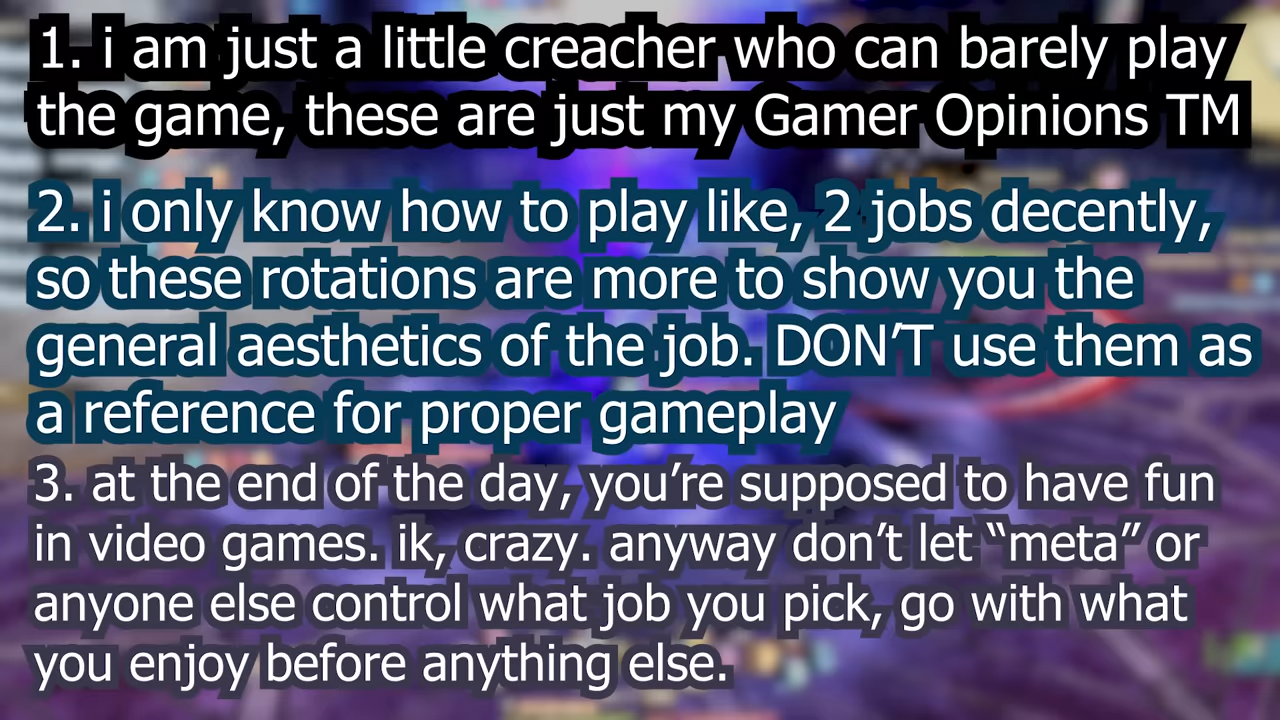 1. i am just a little creacher who can barely play
the game, these are just my Gamer Opinions TM
2. i only know how to play like, 2 jobs decently,
so these rotations are more to show you the
general aesthetics of the job. DON’T use them as
a reference for proper gameplay
3. at the end of the day, you’re supposed to have fun
in video games. ik, crazy. anyway don’t let “meta” or
anyone else control what job you pick, go with what
you enjoy before anything else.